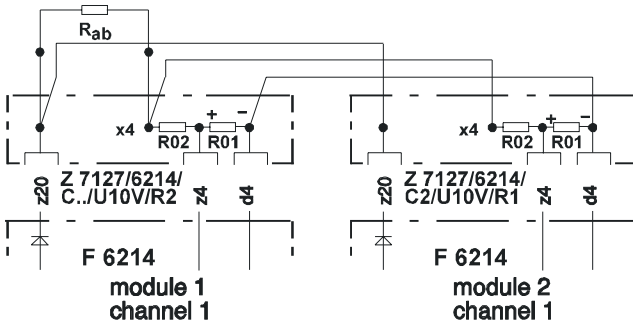 Rab
x4
+
−
R02
R01
x4
+
−
R02
R01
z20
Z 7127/6214/
C../U10V/R2
z4
d4
z20
Z 7127/6214/
C2/U10V/R1
z4
d4
F 6214
F 6214
module 1
channel 1
module 2
channel 1